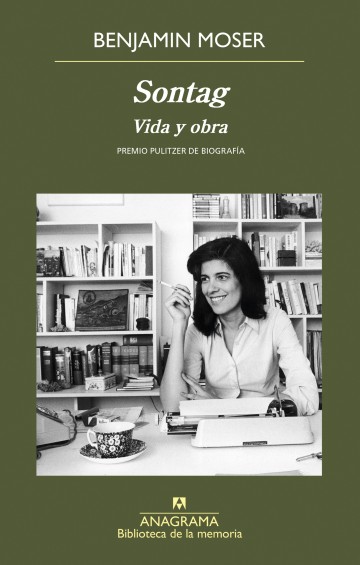 BENJAMIN MOSER
Sontag
Vida y obra
PREMIO PULITZER DE BIOGRAFÍA
ANAGRAMA
Biblioteca de la memoria